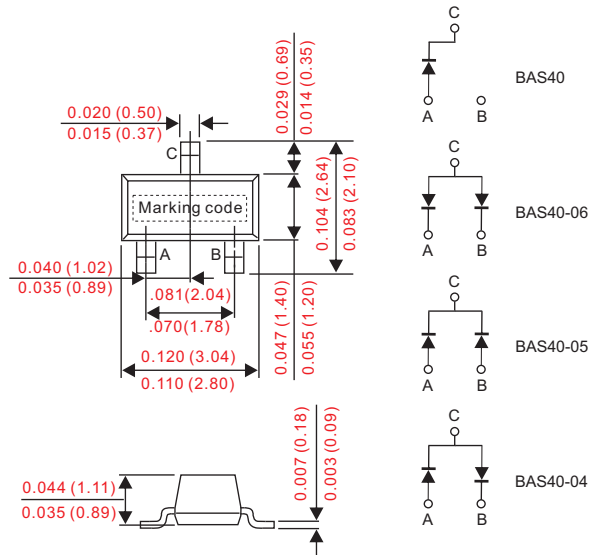 0.020 (0.50)
0.015 (0.37)
0.029 (0.69)
0.014 (0.35)
C
Marking code
A
B
0.104 (2.64)
0.083 (2.10)
0.040 (1.02)
0.035 (0.89)
.081(2.04)
.070(1.78)
0.047 (1.40)
0.055 (1.20)
0.120 (3.04)
0.110 (2.80)
0.044 (1.11)
0.035 (0.89)
0.007 (0.18)
0.003 (0.09)
C
BAS40
A B
C
BAS40-06
A B
C
BAS40-05
A B
C
BAS40-04
A B